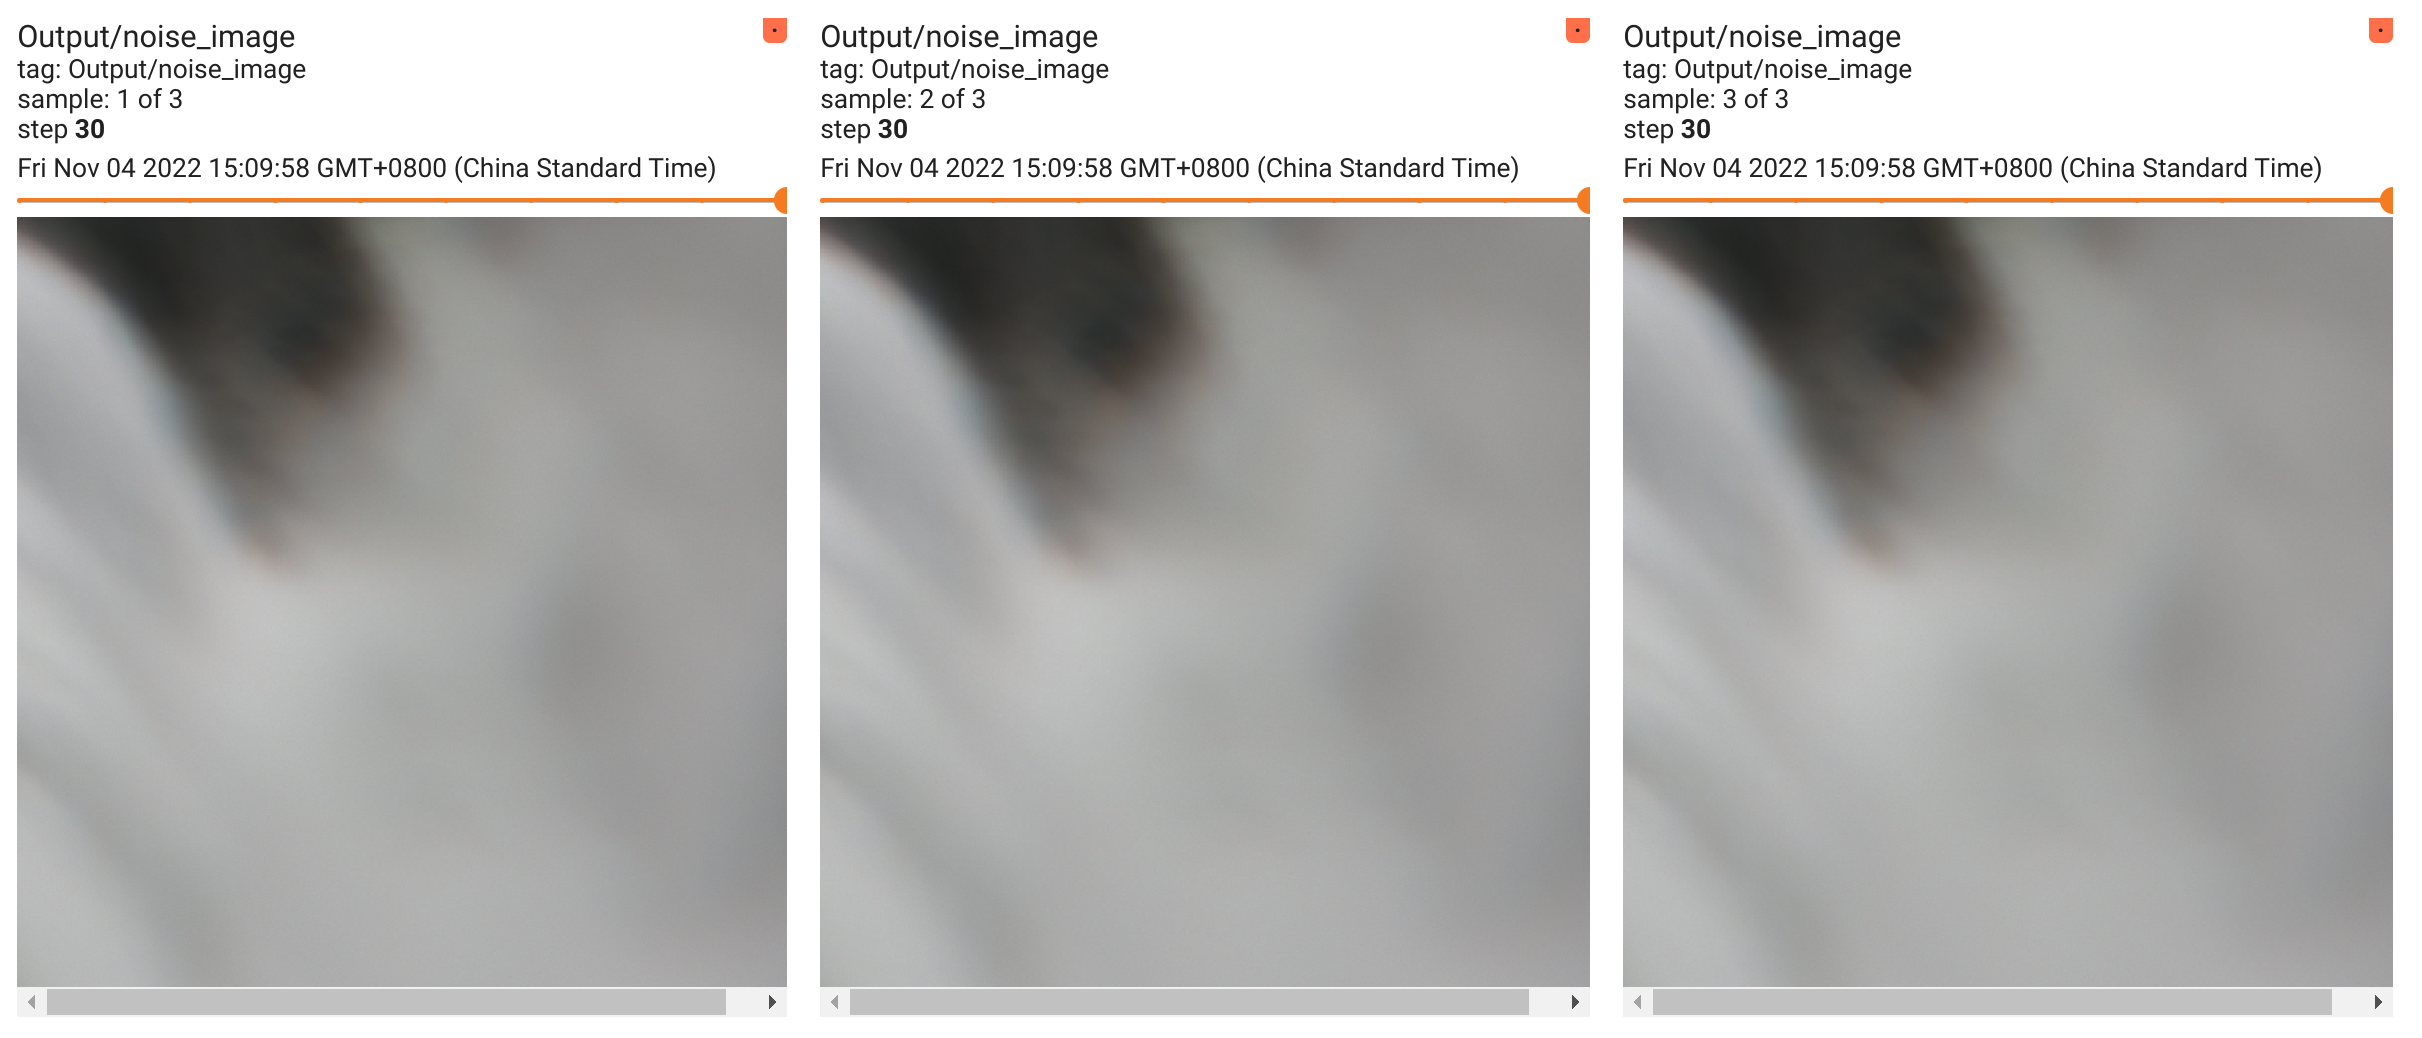 Output/noise_image
tag: Output/noise_image
sample: 1 of 3
step 30
Fri Nov 04 2022 15:09:58 GMT+0800 (China Standard Time)
Output/noise_image
tag: Output/noise_image
sample: 2 of 3
step 30
Fri Nov 04 2022 15:09:58 GMT+0800 (China Standard Time)
Output/noise_image
tag: Output/noise_image
sample: 3 of 3
step 30
Fri Nov 04 2022 15:09:58 GMT+0800 (China Standard Time)